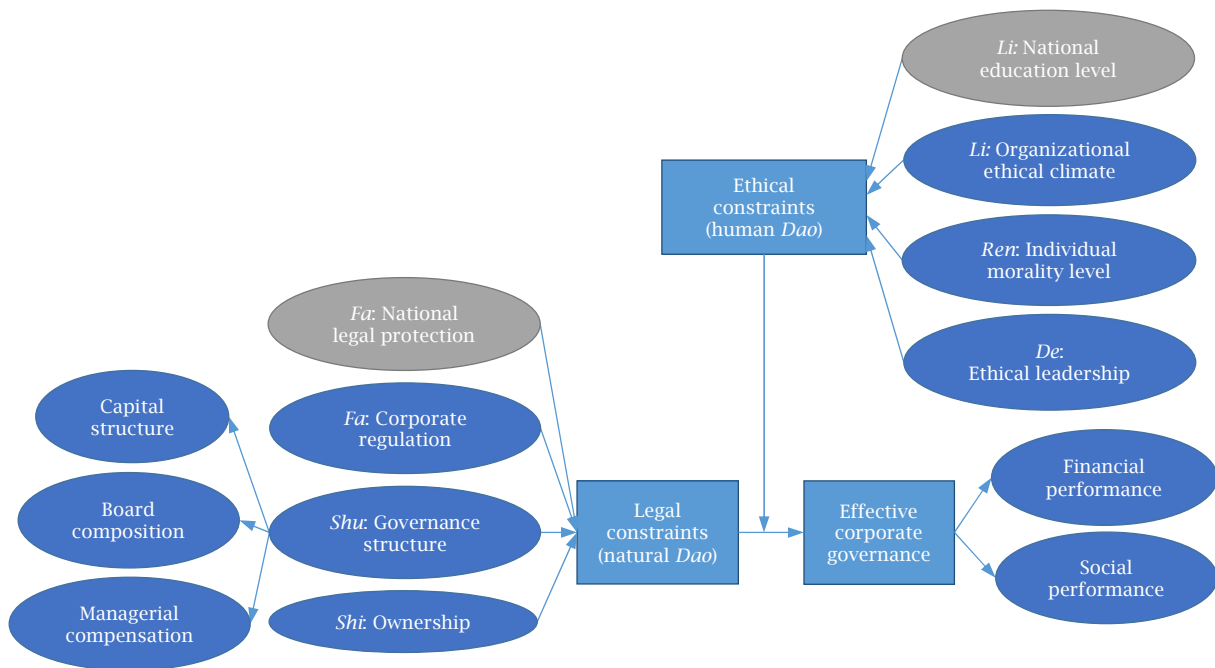 Li: National
education level
Li: Organizational
ethical climate
Ethical
constraints
(human Dao)
Ren: Individual
morality level
Fa: National
legal protection
De:
Ethical leadership
Capital
structure
Fa: Corporate
regulation
Financial
performance
Board
composition
Shu: Governance
structure
Legal
constraints
(natural Dao)
Effective
corporate
governance
Social
performance
Managerial
compensation
Shi: Ownership